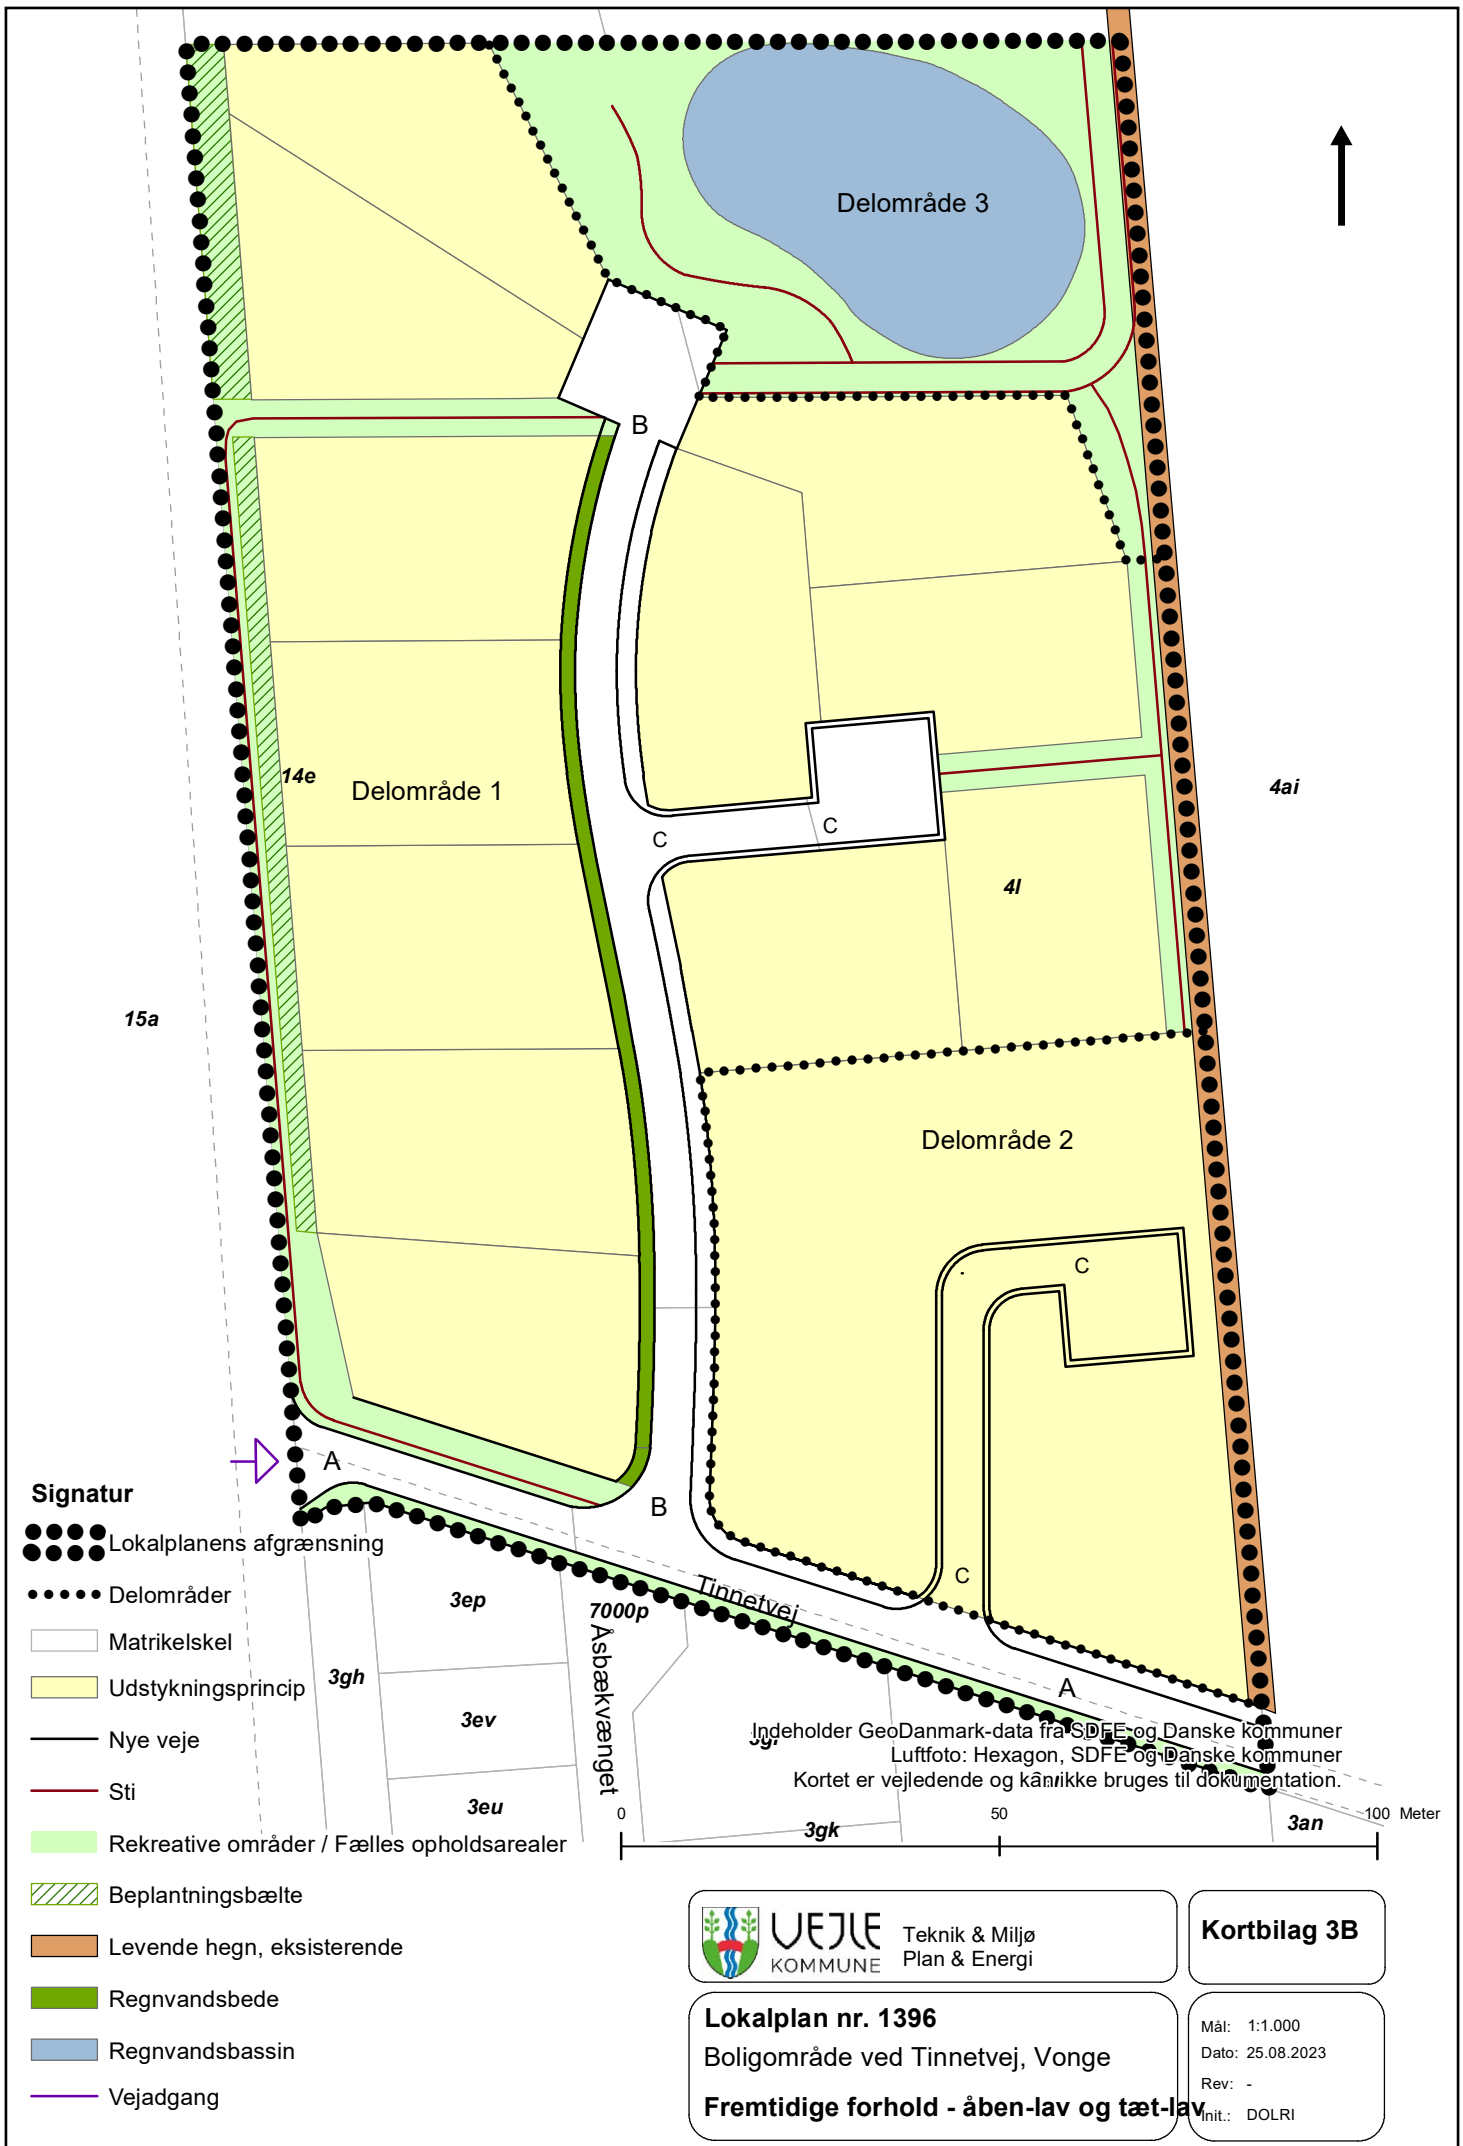 Delområde 3
B
14e
Delområde 1
4ai
C
C
4l
15a
Delområde 2
C
A
B
C
Tinnetvej
3ep
7000p
Åsbækvænget
3gh
A
3ev
3eu
3gk
3an
Indeholder GeoDanmark-data fra SDFE og Danske kommuner
Luftfoto: Hexagon, SDFE og Danske kommuner
Kortet er vejledende og kan ikke bruges til dokumentation.
0 50 100 Meter
Signatur
Lokalplanens afgrænsning
Delområder
Matrikelskel
Udstykningsprincip
Nye veje
Sti
Rekreative områder / Fælles opholdsarealer
Beplantningsbælte
Levende hegn, eksisterende
Regnvandsbede
Regnvandsbassin
Vejadgang
VEJLE
KOMMUNE
Teknik & Miljø
Plan & Energi
Kortbilag 3B
Lokalplan nr. 1396
Boligområde ved Tinnetvej, Vonge
Fremtidige forhold - åben-lav og tæt-lav
Mål: 1:1.000
Dato: 25.08.2023
Rev: -
Init.: DOLRI